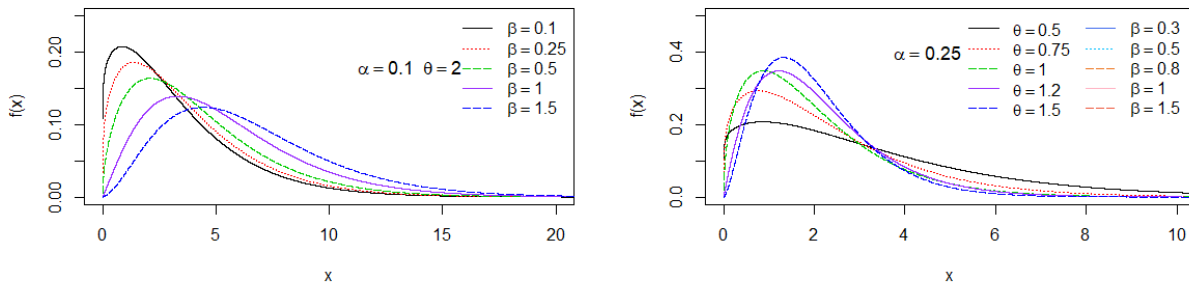 f(x)
0.00
0.10
0.20
0
5
10
15
20
x
α = 0.1 θ = 2
β = 0.1
β = 0.25
β = 0.5
β = 1
β = 1.5
f(x)
0.0
0.2
0.4
0
2
4
6
8
10
x
α = 0.25
θ = 0.5
θ = 0.75
θ = 1
θ = 1.2
θ = 1.5
β = 0.3
β = 0.5
β = 0.8
β = 1
β = 1.5